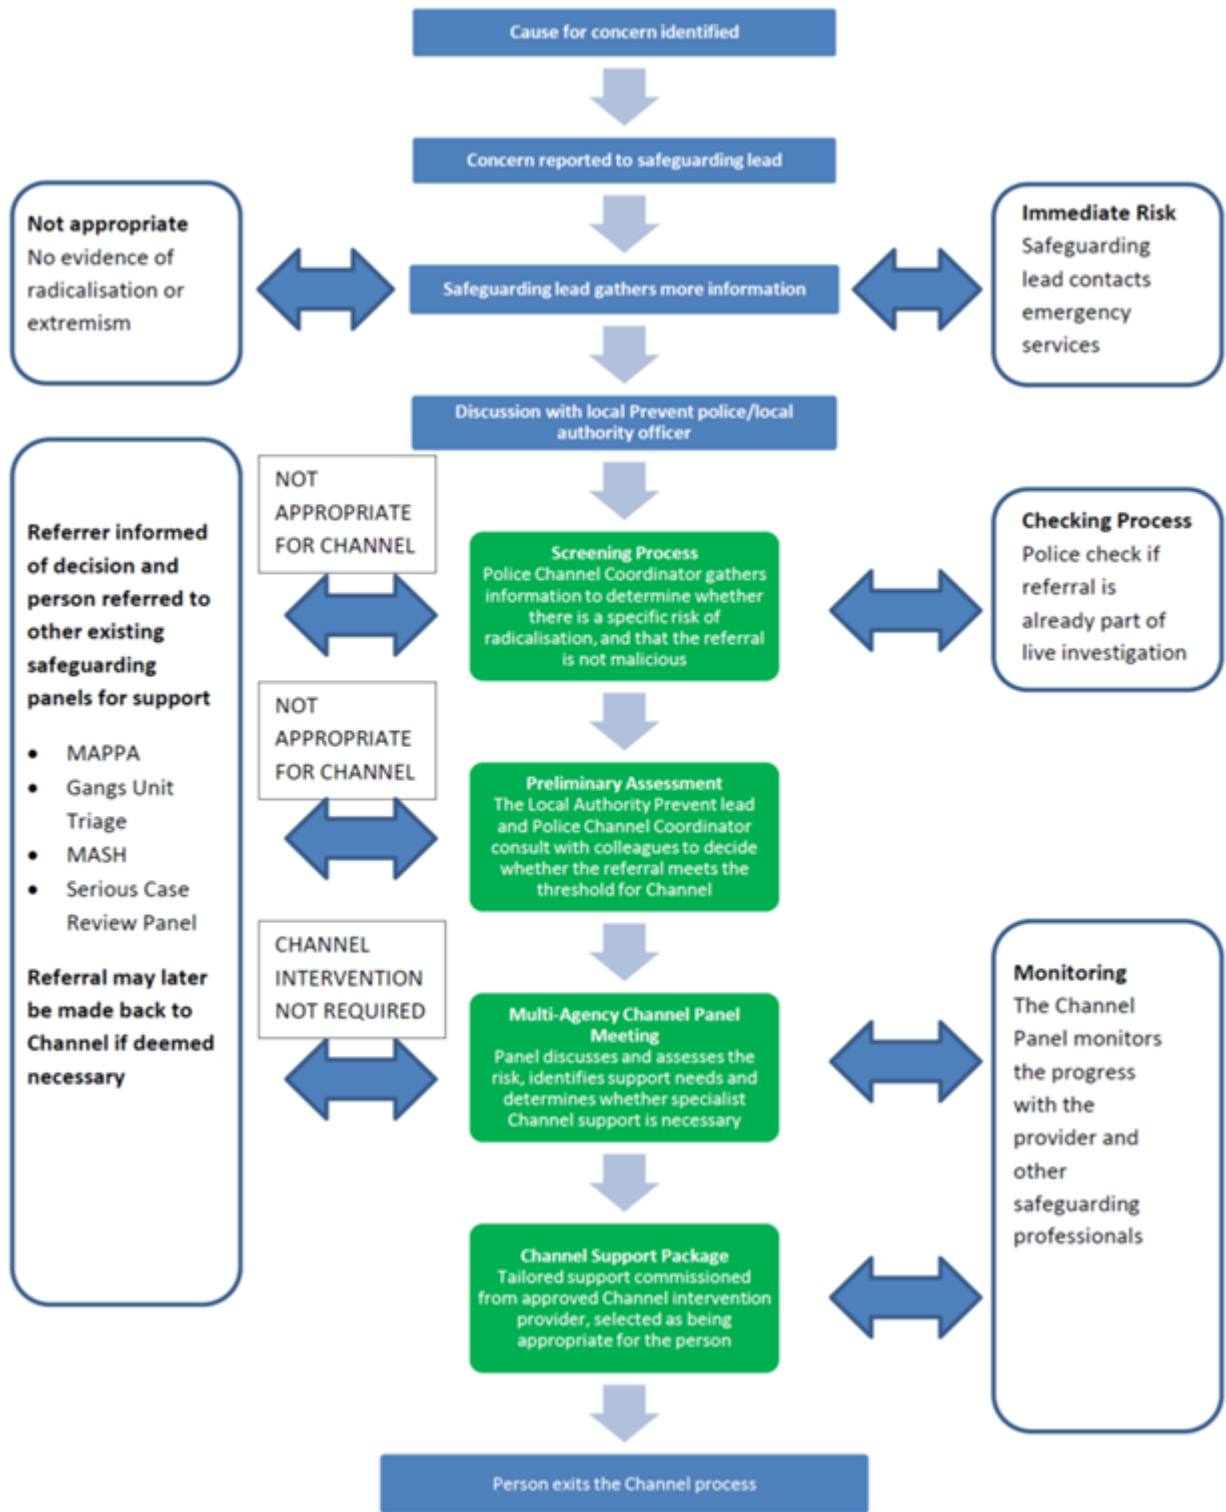 Cause for concern identified
Concern reported to safeguarding lead
Not appropriate
No evidence of
radicalisation or
extremism
Safeguarding lead gathers more information
Immediate Risk
Safeguarding
lead contacts
emergency
services
Discussion with local Prevent police/local
authority officer
Referrer informed
of decision and
person referred to
other existing
safeguarding
panels for support
• MAPPA
• Gangs Unit
Triage
• MASH
• Serious Case
Review Panel
Referral may later
be made back to
Channel if deemed
necessary
NOT
APPROPRIATE
FOR CHANNEL
Screening Process
Police Channel Coordinator gathers
information to determine whether
there is a specific risk of
radicalisation, and that the referral
is not malicious
Checking Process
Police check if
referral is
already part of
live investigation
NOT
APPROPRIATE
FOR CHANNEL
Preliminary Assessment
The Local Authority Prevent lead
and Police Channel Coordinator
consult with colleagues to decide
whether the referral meets the
threshold for Channel
CHANNEL
INTERVENTION
NOT REQUIRED
Multi-Agency Channel Panel
Meeting
Panel discusses and assesses the
risk, identifies support needs and
determines whether specialist
Channel support is necessary
Monitoring
The Channel
Panel monitors
the progress
with the
provider and
other
safeguarding
professionals
Channel Support Package
Tailored support commissioned
from approved Channel intervention
provider, selected as being
appropriate for the person
Person exits the Channel process